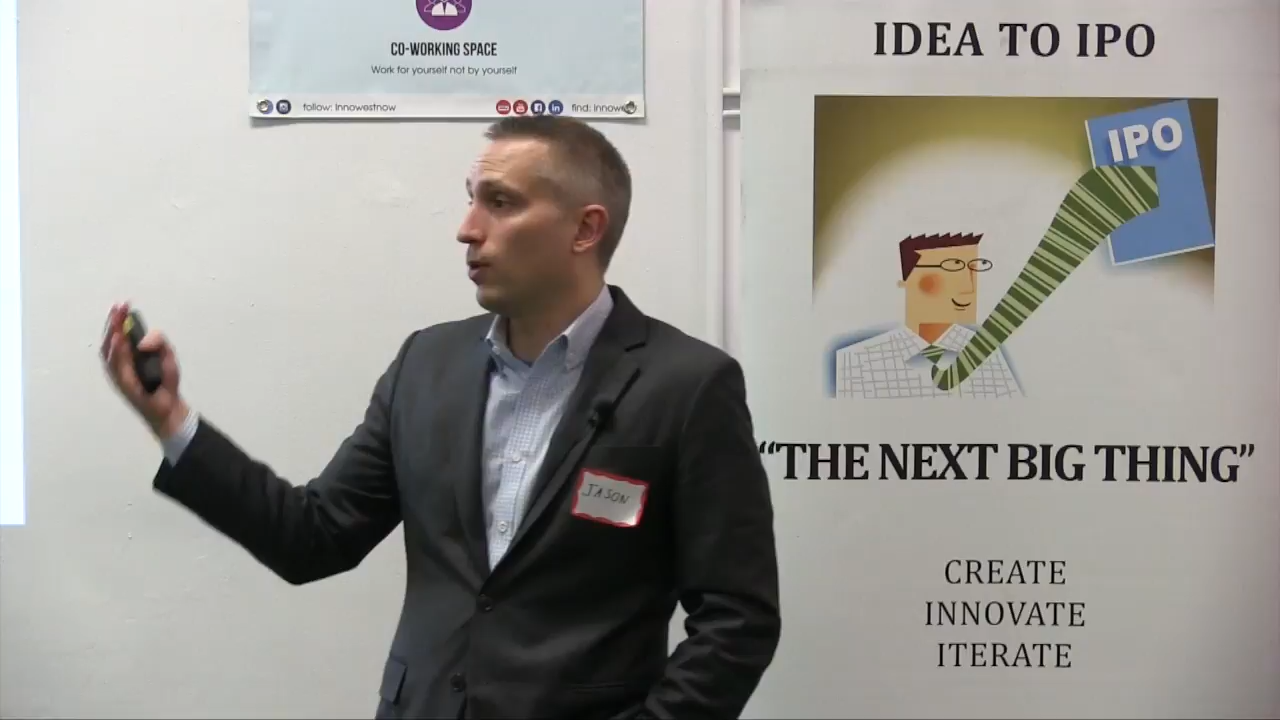 CO-WORKING SPACE
Work for yourself not by yourself
follow: Innowestnow
find:
IDEA TO IPO
IPO
"THE NEXT BIG THING"
CREATE
INNOVATE
ITERATE
JASON